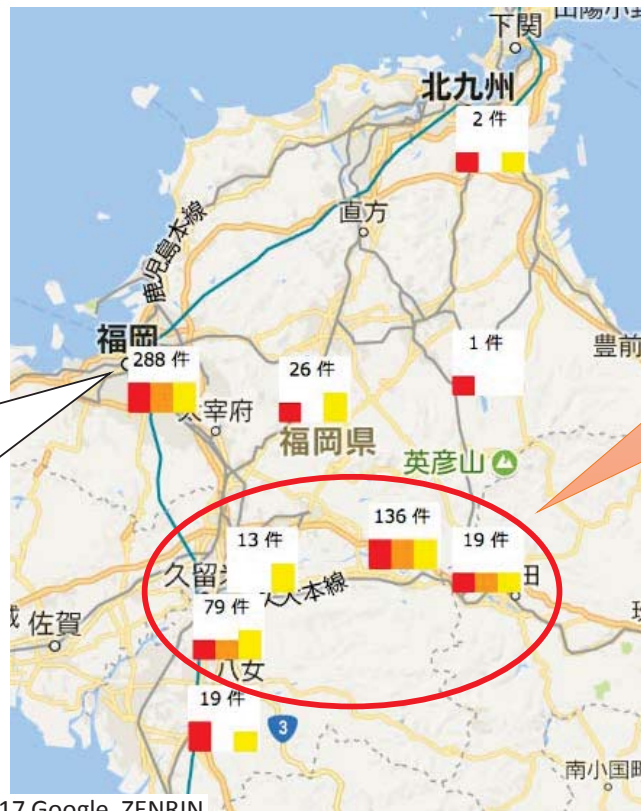 下関
北九州
2 件
直方
鹿児島本線
福岡
288 件
26 件
1 件
豊前
太宰府
福岡県
英彦山
13 件
136 件
19 件
久留米
久大本線
田
79 件
佐賀
八女
19 件
3
南小国町
17 Google, ZENRIN